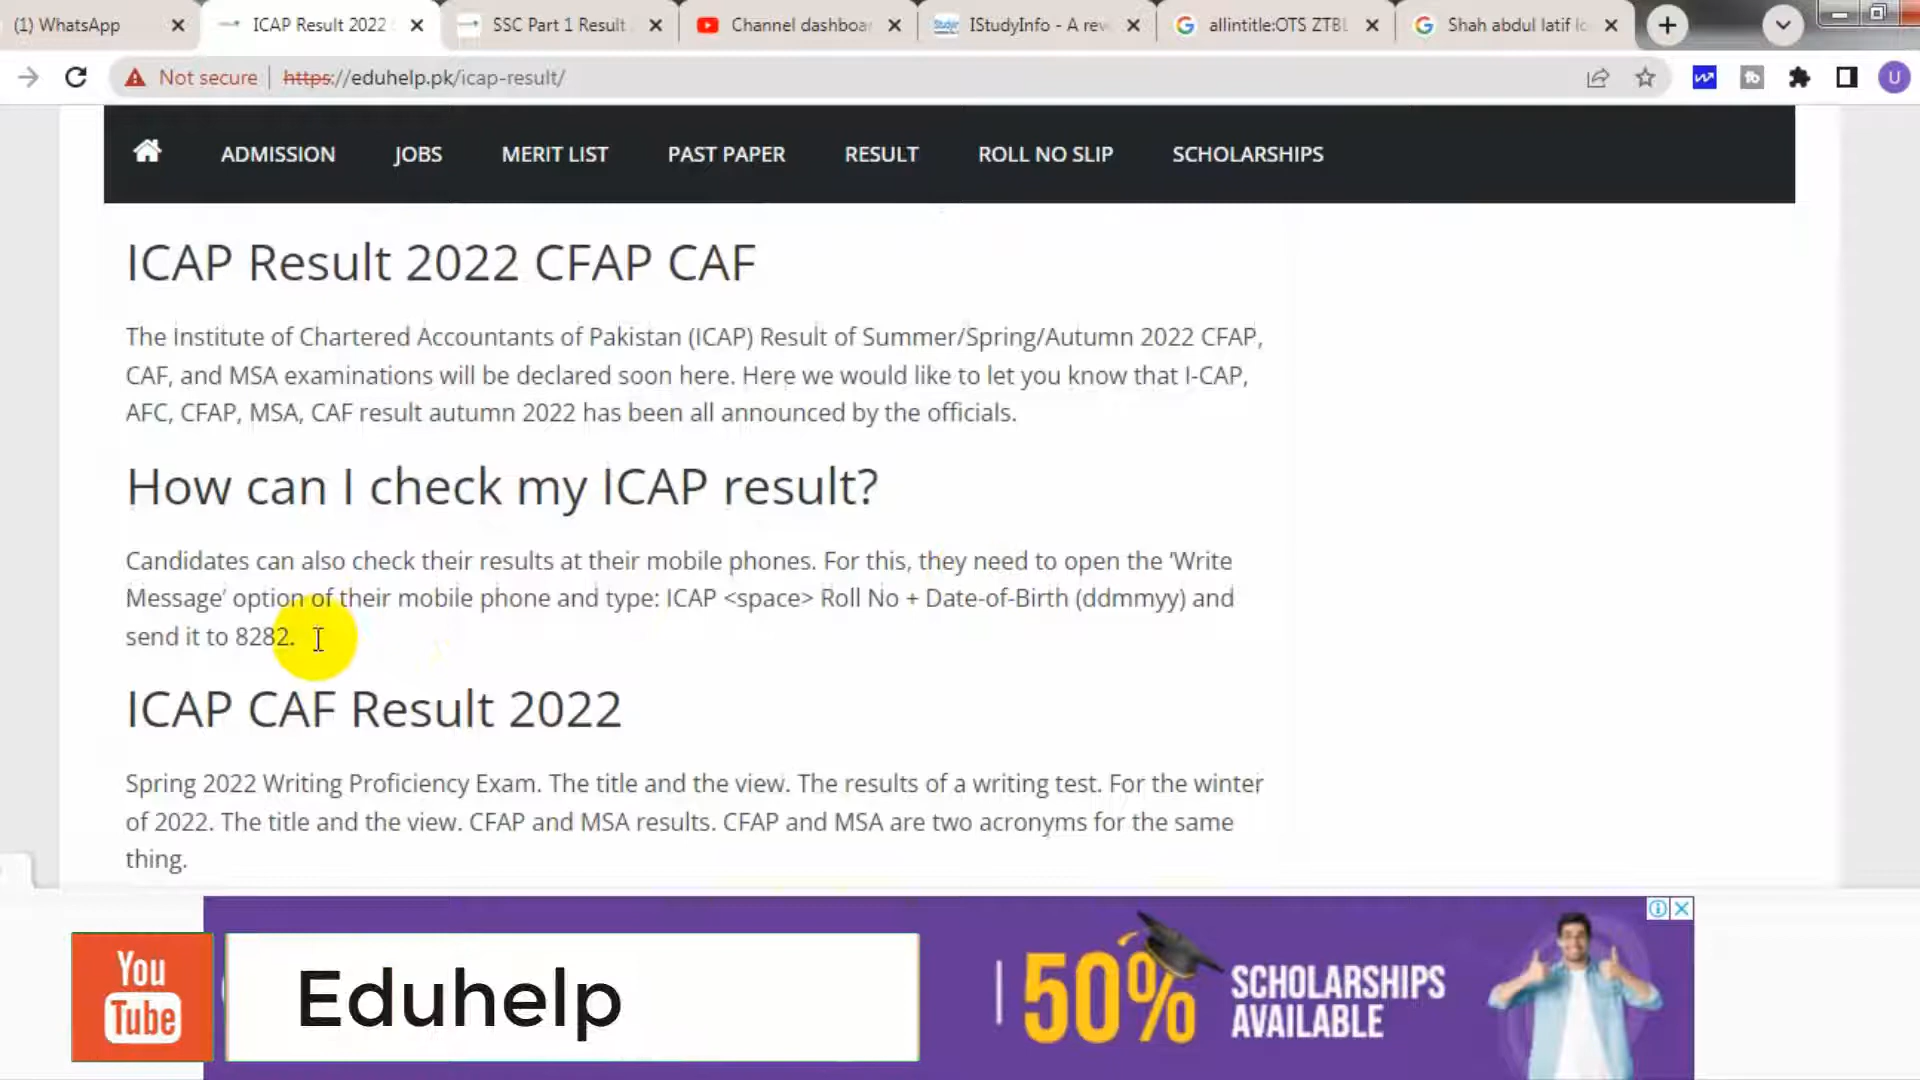 (1) WhatsApp
ICAP Result 2022
SSC Part 1 Result
Channel dashboa
IStudyInfo - A rev
allintitle:OTS ZTBL
Shah abdul latif
Not secure
https://eduhelp.pk/icap-result/
U
ADMISSION
JOBS
MERIT LIST
PAST PAPER
RESULT
ROLL NO SLIP
SCHOLARSHIPS
ICAP Result 2022 CFAP CAF
The Institute of Chartered Accountants of Pakistan (ICAP) Result of Summer/Spring/Autumn 2022 CFAP,
CAF, and MSA examinations will be declared soon here. Here we would like to let you know that I-CAP,
AFC, CFAP, MSA, CAF result autumn 2022 has been all announced by the officials.
How can I check my ICAP result?
Candidates can also check their results at their mobile phones. For this, they need to open the ‘Write
Message’ option of their mobile phone and type: ICAP <space> Roll No + Date-of-Birth (ddmmyy) and
send it to 8282.
ICAP CAF Result 2022
Spring 2022 Writing Proficiency Exam. The title and the view. The results of a writing test. For the winter
of 2022. The title and the view. CFAP and MSA results. CFAP and MSA are two acronyms for the same
thing.
You
Tube
Eduhelp
50%
SCHOLARSHIPS
AVAILABLE